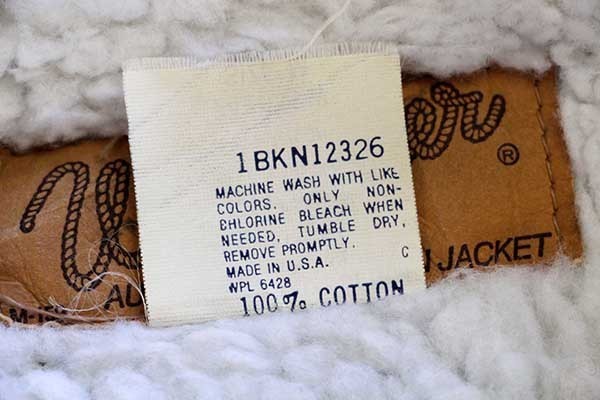 1BKN12326
MACHINE WASH WITH LIKE
COLORS. ONLY NON-
CHLORINE BLEACH WHEN
NEEDED, TUMBLE DRY,
REMOVE PROMPTLY.
MADE IN U.S.A. C
WPL 6428
100% COTTON
®
JACKET